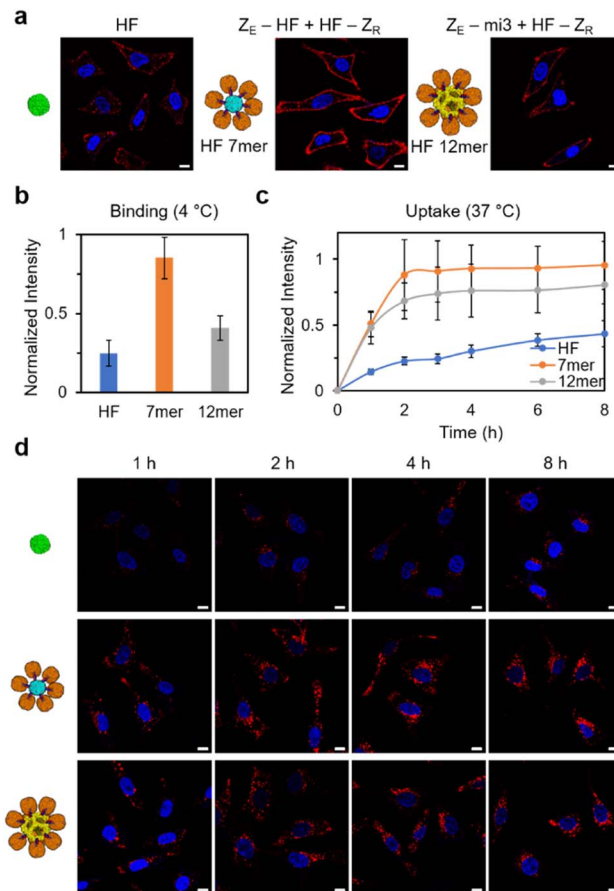 a
HF
Z_E – HF + HF – Z_R
Z_E – mi3 + HF – Z_R
HF 7mer
HF 12mer
b
Binding (4 °C)
Normalized Intensity
1
0.5
0
HF
7mer
12mer
c
Uptake (37 °C)
Normalized Intensity
1
0.5
0
HF
7mer
12mer
0
2
4
6
8
Time (h)
d
1 h
2 h
4 h
8 h